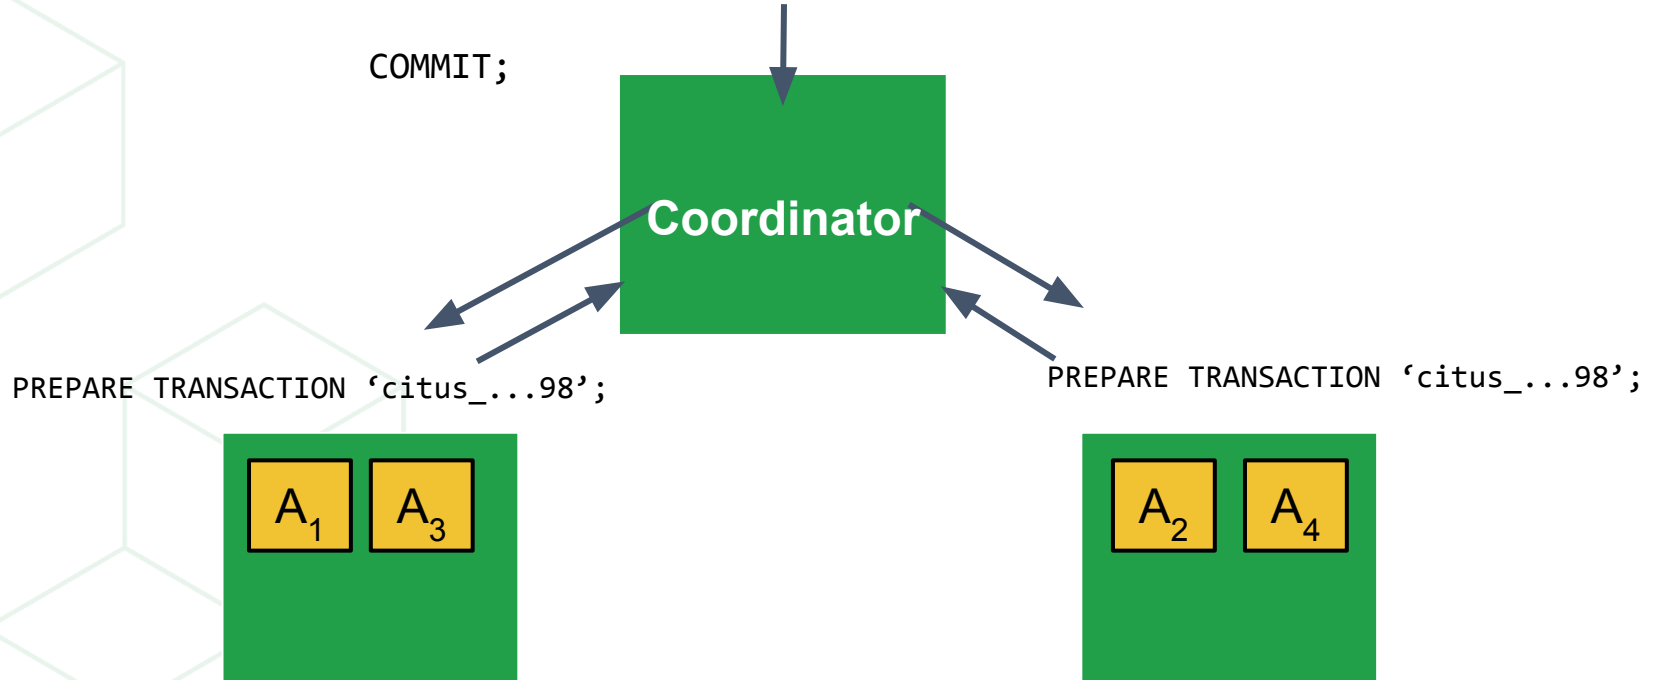 COMMIT;
Coordinator
PREPARE TRANSACTION ‘citus_...98’;
PREPARE TRANSACTION ‘citus_...98’;
A₁ A₃
A₂ A₄